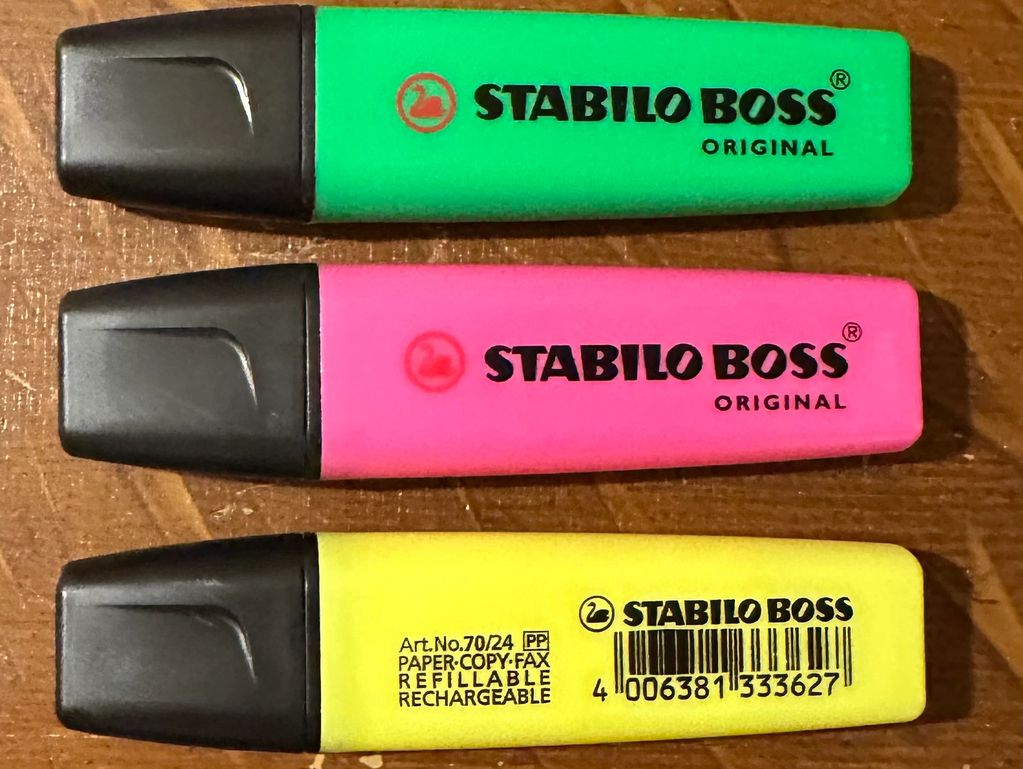 STABILO BOSS®
ORIGINAL
STABILO BOSS®
ORIGINAL
STABILO BOSS
Art.No.70/24 PP
PAPER·COPY·FAX
REFILLABLE
RECHARGEABLE
4 006381 333627